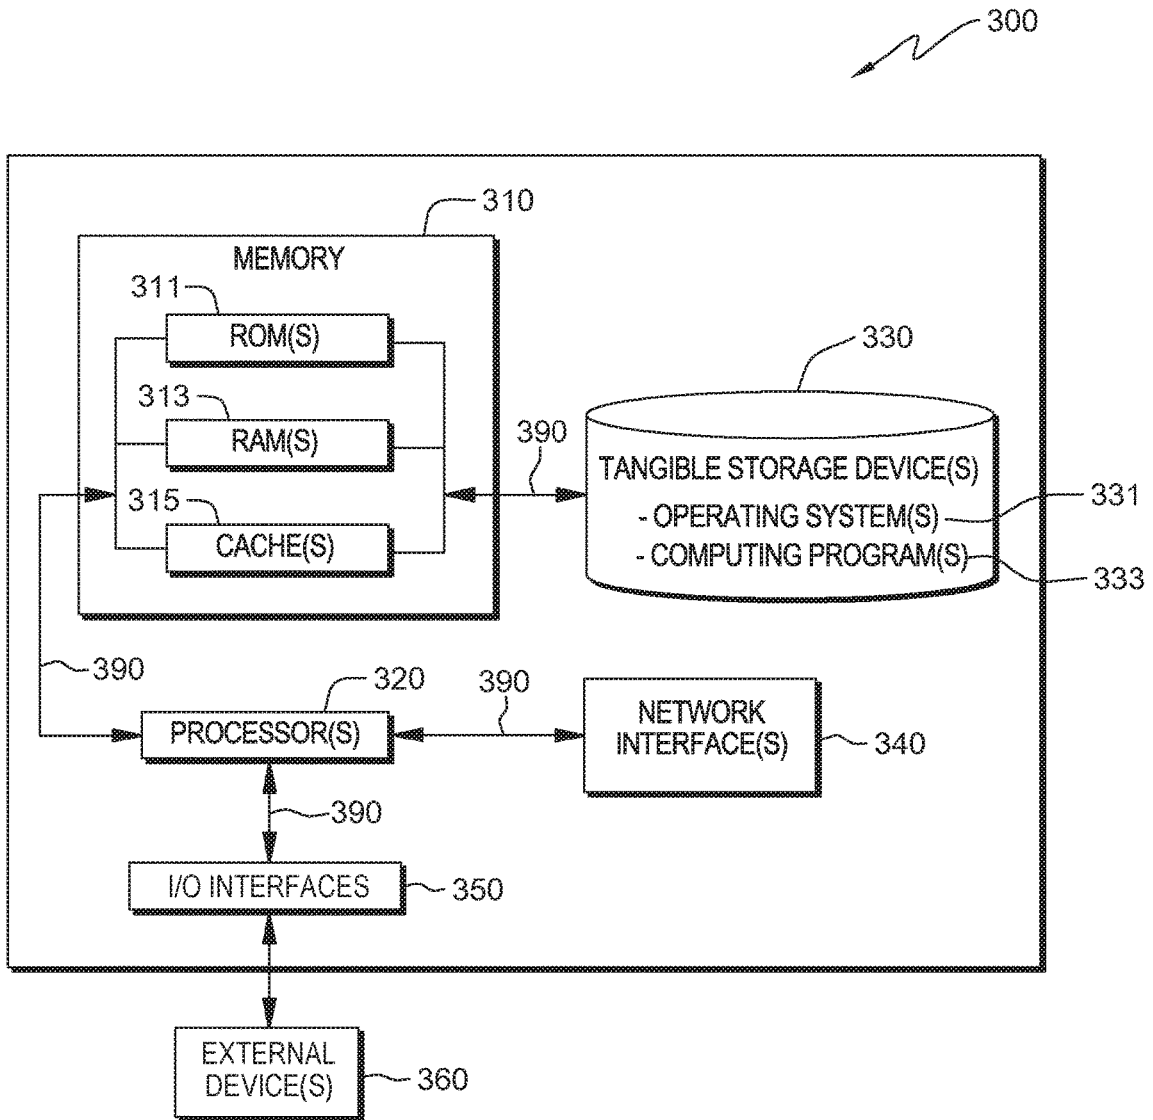 300
310
MEMORY
311
ROM(S)
330
313
RAM(S)
390
TANGIBLE STORAGE DEVICE(S)
315
- OPERATING SYSTEM(S)
331
CACHE(S)
- COMPUTING PROGRAM(S)
333
390
320
390
PROCESSOR(S)
NETWORK
INTERFACE(S)
340
390
I/O INTERFACES
350
EXTERNAL
DEVICE(S)
360